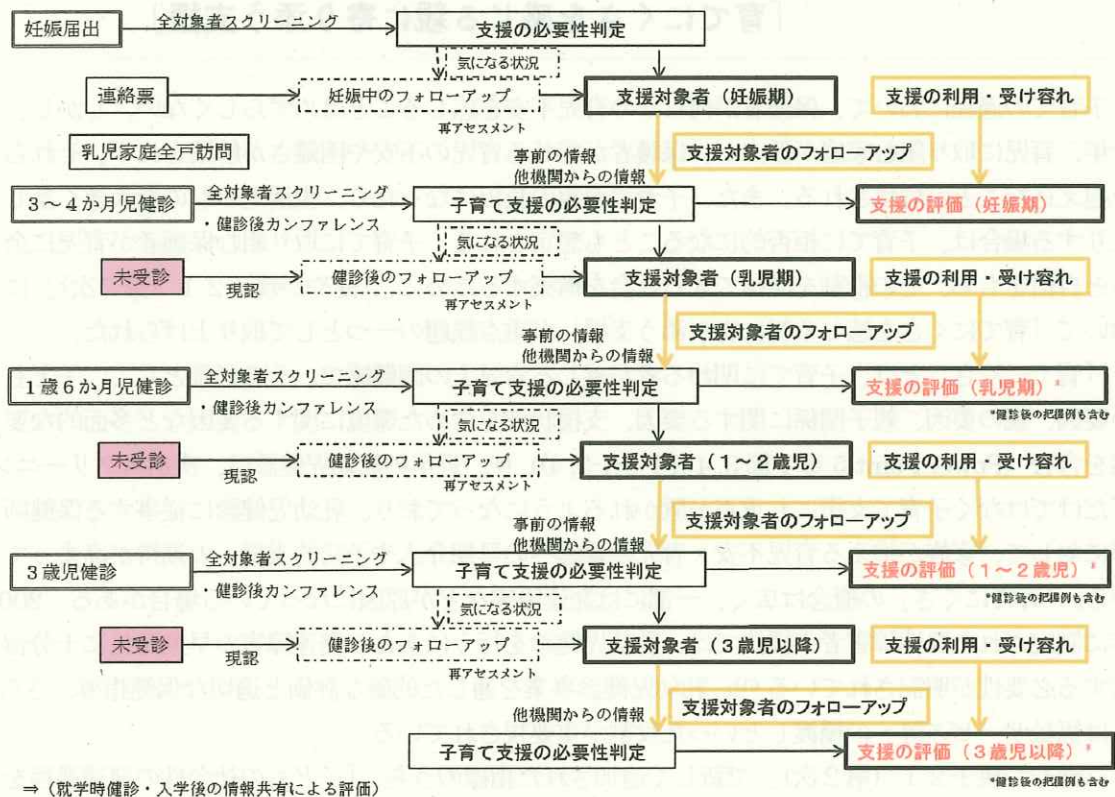 妊娠届出
全対象者スクリーニング
支援の必要性判定
気になる状況
連絡票
妊娠中のフォローアップ
支援対象者（妊娠期）
支援の利用・受け容れ
再アセスメント
乳児家庭全戸訪問
事前の情報
他機関からの情報
支援対象者のフォローアップ
3～4か月児健診
全対象者スクリーニング
・健診後カンファレンス
子育て支援の必要性判定
支援の評価（妊娠期）
気になる状況
未受診
現認
健診後のフォローアップ
支援対象者（乳児期）
支援の利用・受け容れ
再アセスメント
事前の情報
他機関からの情報
支援対象者のフォローアップ
1歳6か月児健診
全対象者スクリーニング
・健診後カンファレンス
子育て支援の必要性判定
支援の評価（乳児期）*
*健診後の把握例も含む
気になる状況
未受診
現認
健診後のフォローアップ
支援対象者（1～2歳児）
支援の利用・受け容れ
再アセスメント
事前の情報
他機関からの情報
支援対象者のフォローアップ
3歳児健診
全対象者スクリーニング
・健診後カンファレンス
子育て支援の必要性判定
支援の評価（1～2歳児）*
*健診後の把握例も含む
気になる状況
未受診
現認
健診後のフォローアップ
支援対象者（3歳児以降）
支援の利用・受け容れ
再アセスメント
他機関からの情報
支援対象者のフォローアップ
子育て支援の必要性判定
支援の評価（3歳児以降）*
*健診後の把握例も含む
⇒（就学時健診・入学後の情報共有による評価）